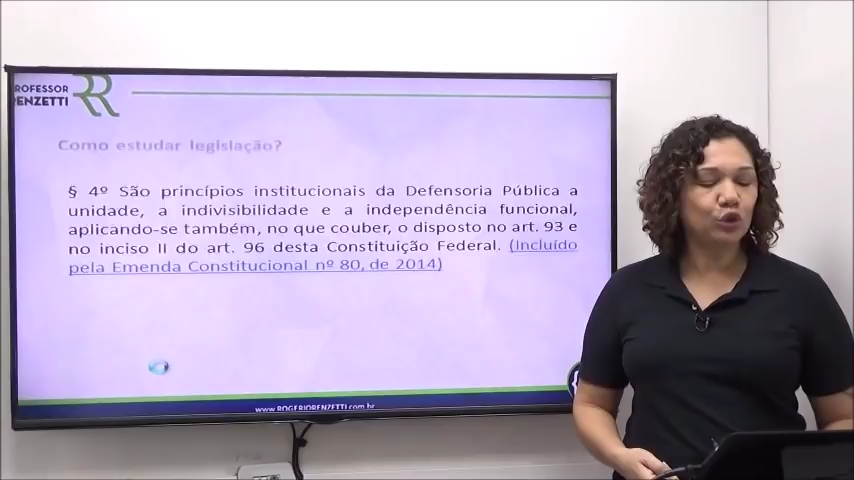 ROFESSOR
RENZETTI
Como estudar legislação?
§ 4º São princípios institucionais da Defensoria Pública a
unidade, a indivisibilidade e a independência funcional,
aplicando-se também, no que couber, o disposto no art. 93 e
no inciso II do art. 96 desta Constituição Federal. (Incluído
pela Emenda Constitucional nº 80, de 2014)
www.ROGERIORENZETTI.com.br